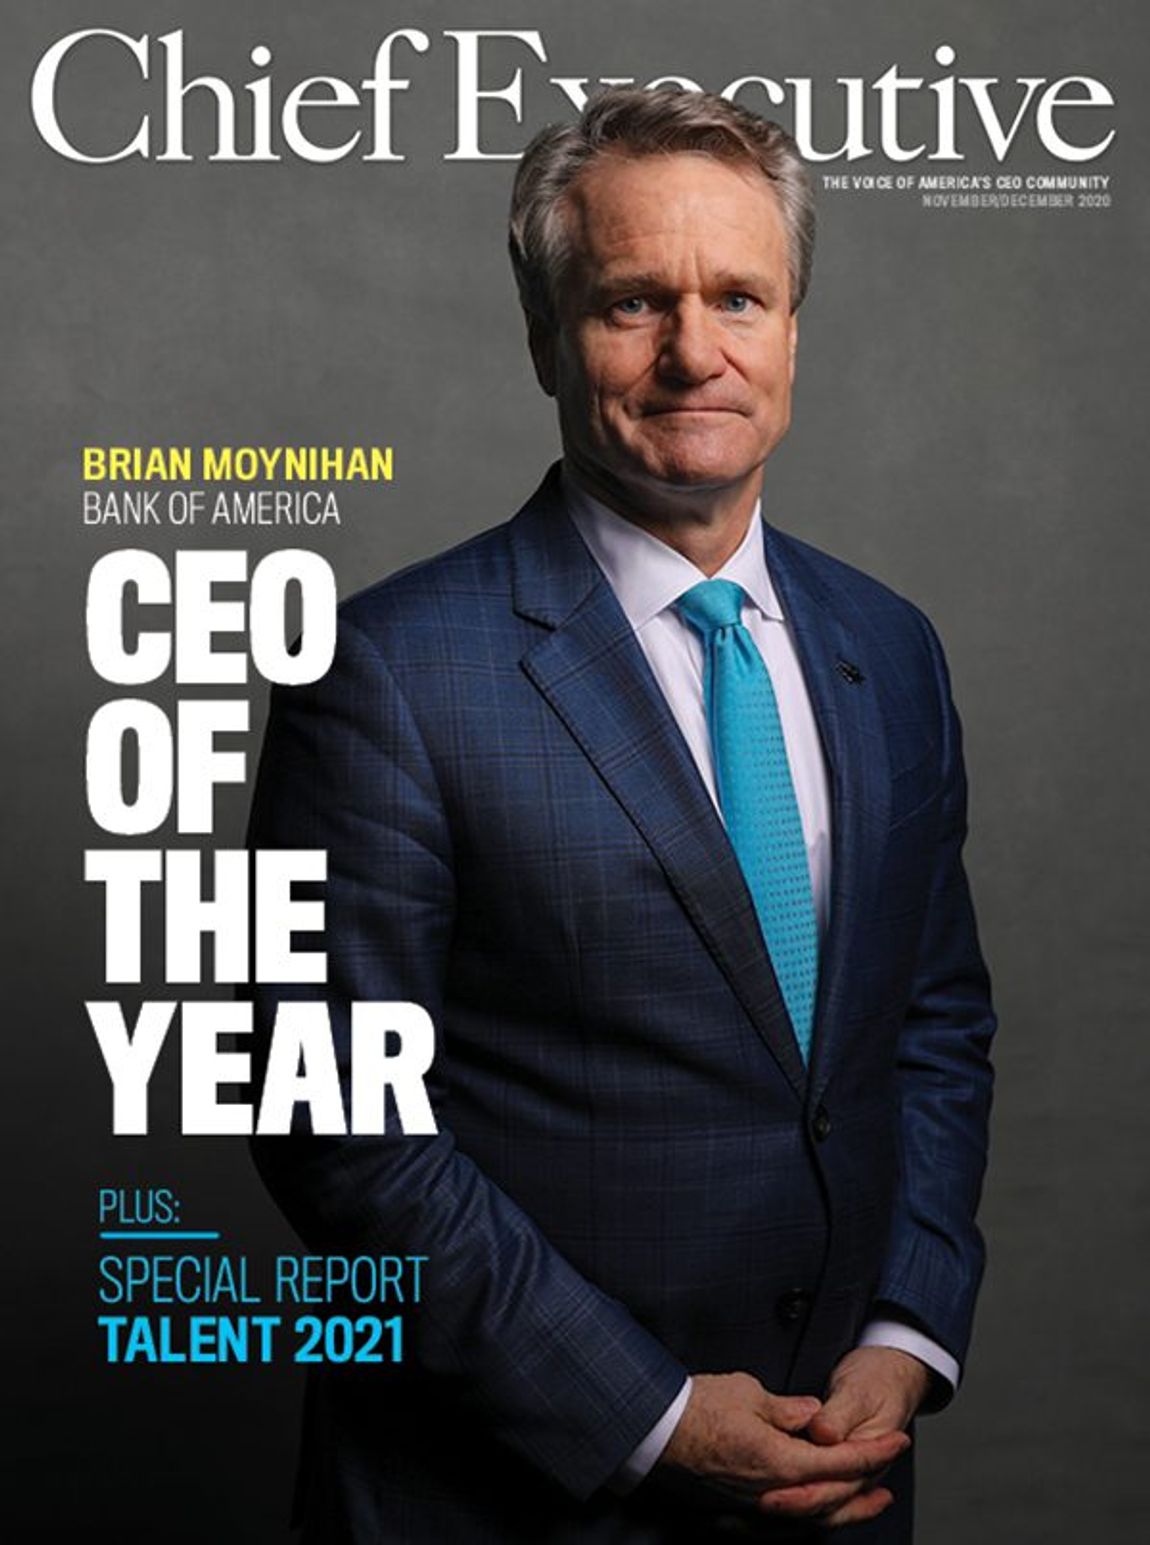 Chief Executive
THE VOICE OF AMERICA'S CEO COMMUNITY
NOVEMBER/DECEMBER 2020
BRIAN MOYNIHAN
BANK OF AMERICA
CEO
OF
THE
YEAR
PLUS:
SPECIAL REPORT
TALENT 2021